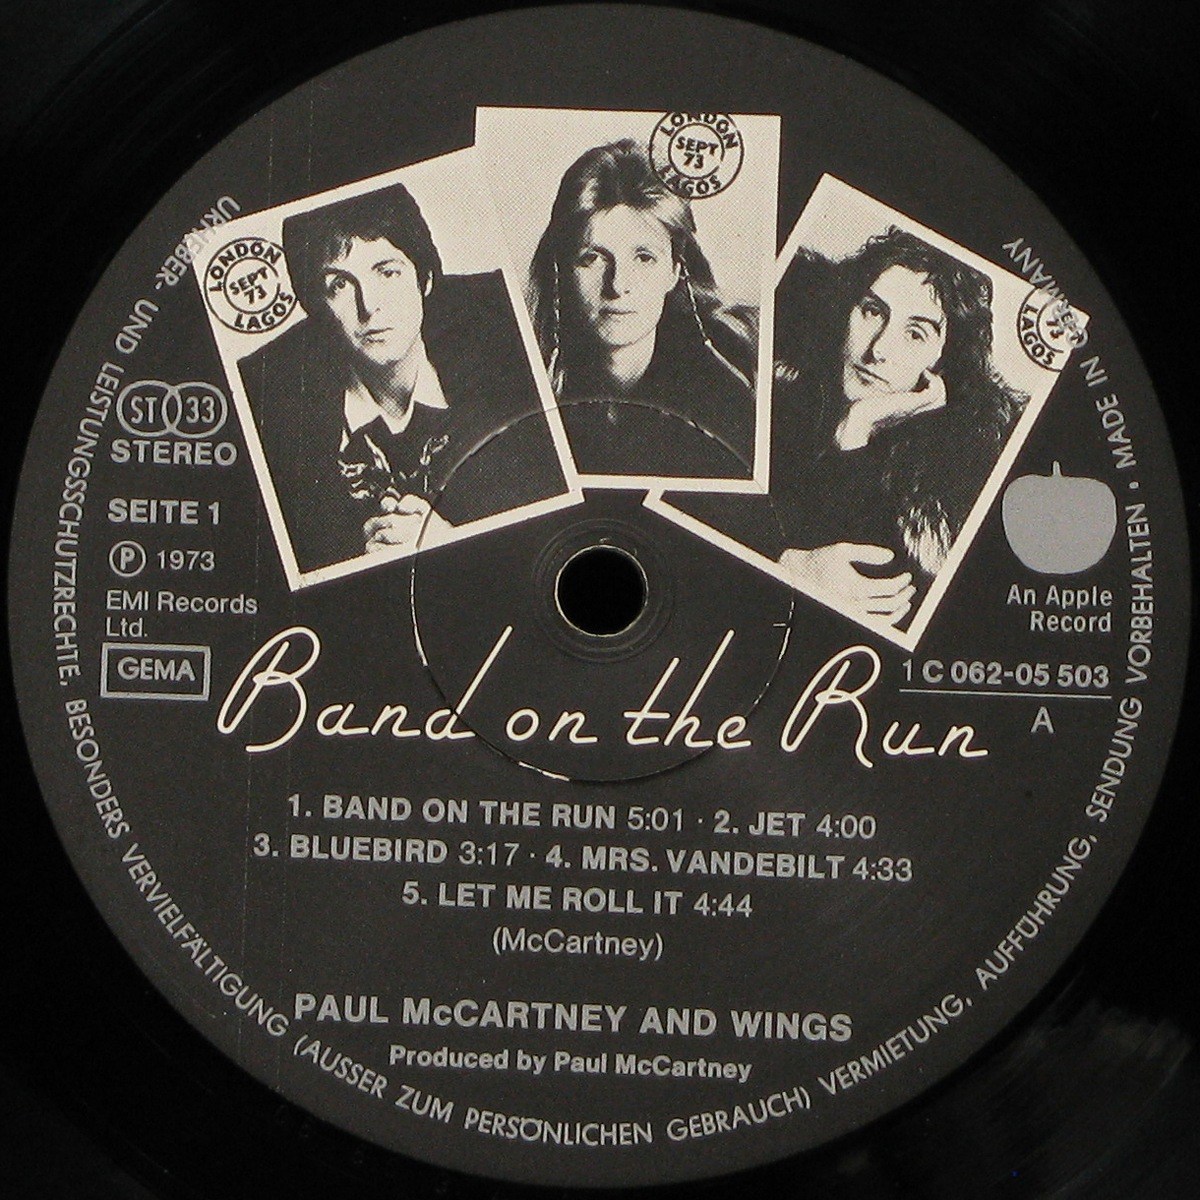 LONDON
SEPT
73
LAGOS
LONDON
SEPT
73
LAGOS
SEPT
73
LAGOS
ST 33
STEREO
SEITE 1
Ⓟ 1973
EMI Records
Ltd.
GEMA
An Apple
Record
1 C 062-05 503
A
Band on the Run
1. BAND ON THE RUN 5:01 · 2. JET 4:00
3. BLUEBIRD 3:17 · 4. MRS. VANDEBILT 4:33
5. LET ME ROLL IT 4:44
(McCartney)
PAUL McCARTNEY AND WINGS
Produced by Paul McCartney
URHEBER- UND LEISTUNGSSCHUTZRECHTE, BESONDERS VERVIELFÄLTIGUNG (AUSSER ZUM PERSÖNLICHEN GEBRAUCH) VERMIETUNG, AUFFÜHRUNG, SENDUNG VORBEHALTEN • MADE IN GERMANY